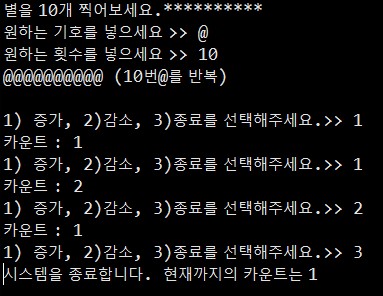 별을 10개 찍어보세요.**********
원하는 기호를 넣으세요 >> @
원하는 횟수를 넣으세요 >> 10
@@@@@@@@@@ (10번@를 반복)
1) 증가, 2)감소, 3)종료를 선택해주세요.>> 1
카운트 : 1
1) 증가, 2)감소, 3)종료를 선택해주세요.>> 1
카운트 : 2
1) 증가, 2)감소, 3)종료를 선택해주세요.>> 2
카운트 : 1
1) 증가, 2)감소, 3)종료를 선택해주세요.>> 3
시스템을 종료합니다. 현재까지의 카운트는 1